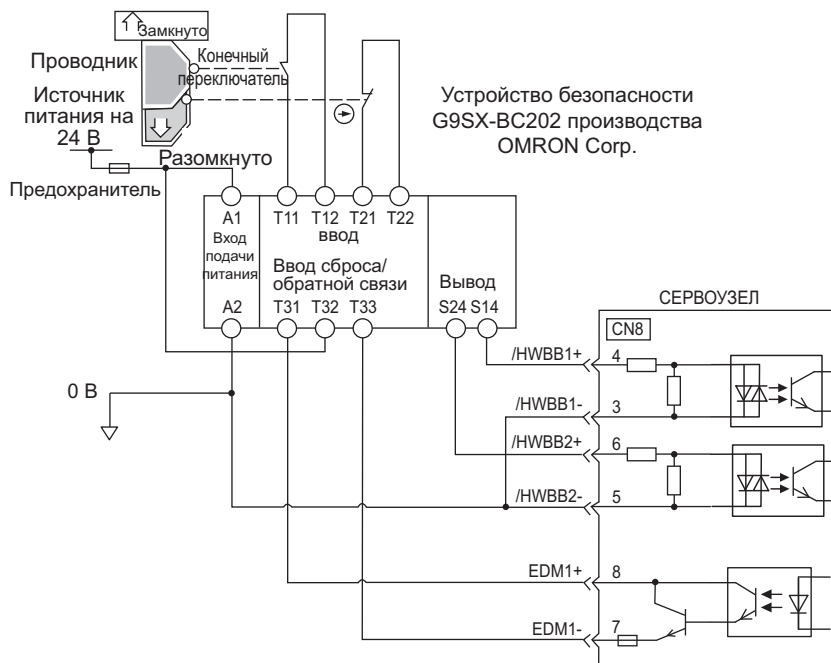 Замкнуто
Проводник
Конечный
переключатель
Источник
питания на
24 В
Разомкнуто
Предохранитель
Устройство безопасности
G9SX-BC202 производства
OMRON Corp.
A1 T11 T12 T21 T22
Вход
подачи
питания
ввод
Ввод сброса/
обратной связи
Вывод
A2 T31 T32 T33 S24 S14
СЕРВОУЗЕЛ
CN8
/HWBB1+ 4
0 В
/HWBB1- 3
/HWBB2+ 6
/HWBB2- 5
EDM1+ 8
EDM1- 7